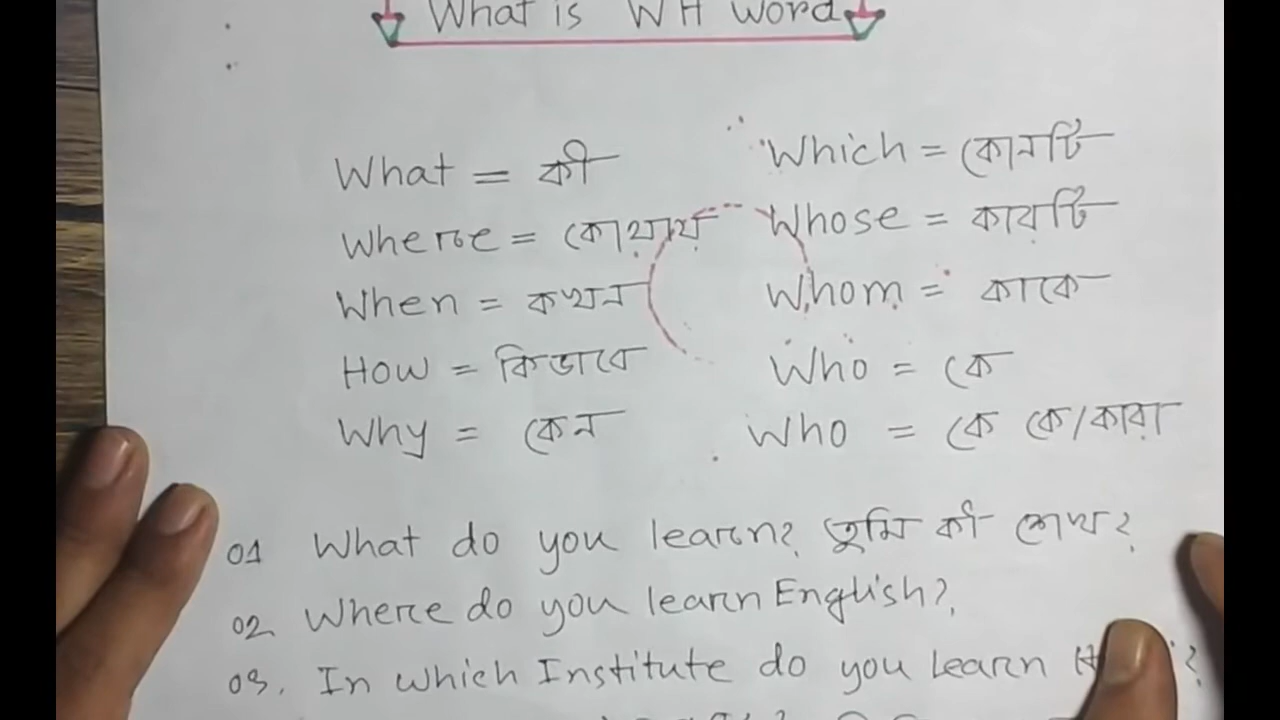 What is WH Word
What = কী
Where = কোথায়
When = কখন
How = কিভাবে
Why = কেন
Which = কোনটি
Whose = কারটি
Whom = কাকে
Who = কে
Who = কে কে/কারা
01 What do you learn? তুমি কী শেখ?
02 Where do you learn English?
03. In which Institute do you learn